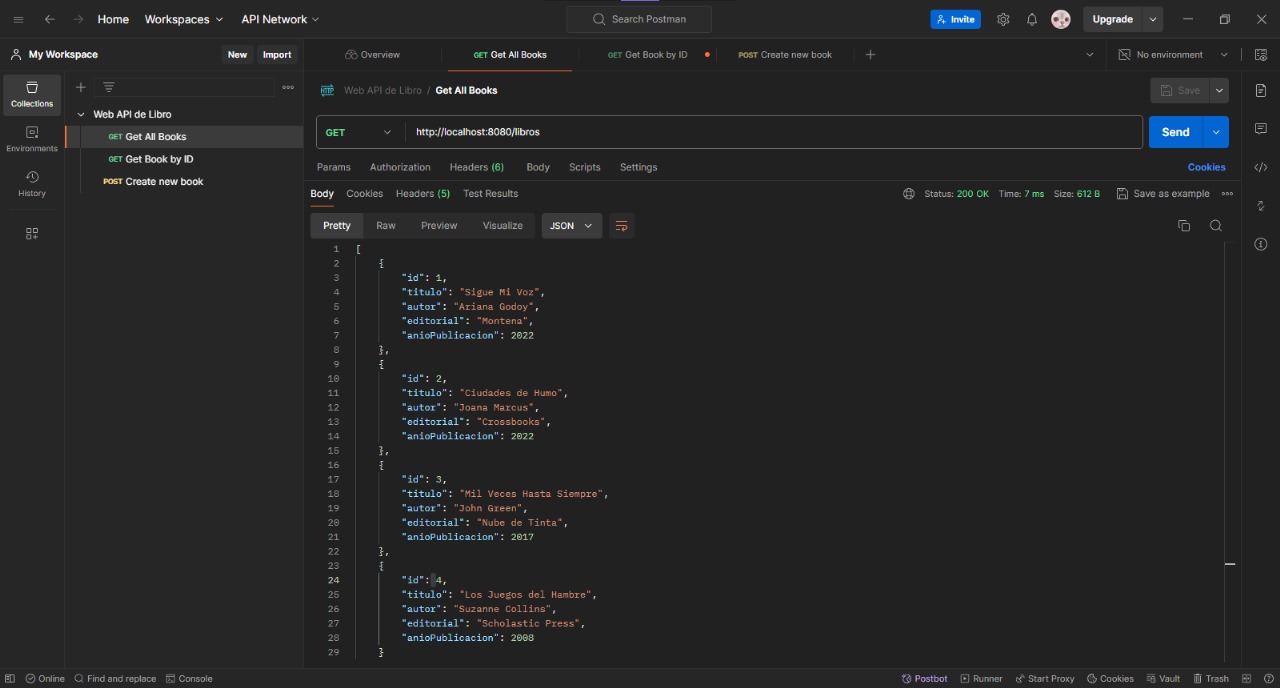 Home Workspaces API Network Search Postman Invite Upgrade
My Workspace New Import Overview GET Get All Books GET Get Book by ID POST Create new book No environment
Collections
Environments
History
Web API de Libro
GET Get All Books
GET Get Book by ID
POST Create new book
HTTP Web API de Libro / Get All Books Save
GET http://localhost:8080/libros Send
Params Authorization Headers (6) Body Scripts Settings Cookies
Body Cookies Headers (5) Test Results Status: 200 OK Time: 7 ms Size: 612 B Save as example
Pretty Raw Preview Visualize JSON
1 [
2 {
3 "id": 1,
4 "titulo": "Sigue Mi Voz",
5 "autor": "Ariana Godoy",
6 "editorial": "Montena",
7 "anioPublicacion": 2022
8 },
9 {
10 "id": 2,
11 "titulo": "Ciudades de Humo",
12 "autor": "Joana Marcus",
13 "editorial": "Crossbooks",
14 "anioPublicacion": 2022
15 },
16 {
17 "id": 3,
18 "titulo": "Mil Veces Hasta Siempre",
19 "autor": "John Green",
20 "editorial": "Nube de Tinta",
21 "anioPublicacion": 2017
22 },
23 {
24 "id": 4,
25 "titulo": "Los Juegos del Hambre",
26 "autor": "Suzanne Collins",
27 "editorial": "Scholastic Press",
28 "anioPublicacion": 2008
29 }
Online Find and replace Console Postbot Runner Start Proxy Cookies Vault Trash